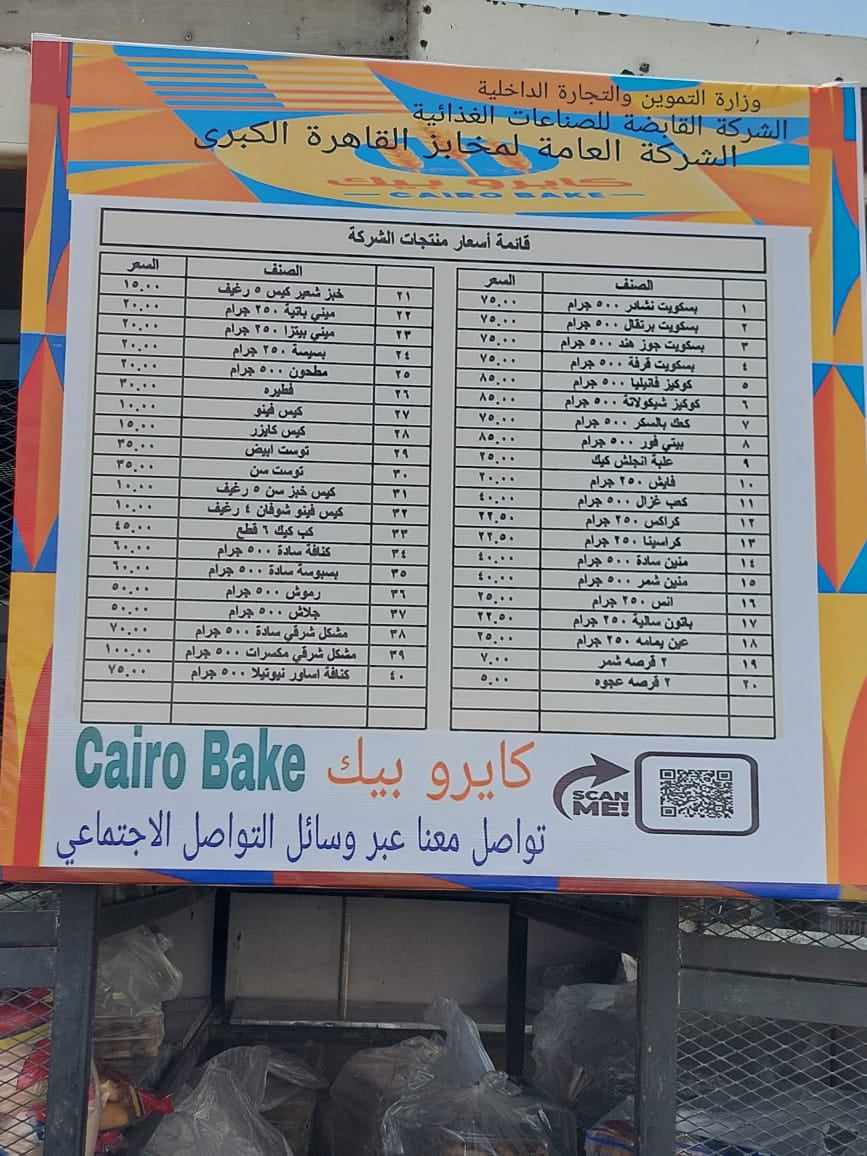 وزارة التموين والتجارة الداخلية
الشركة القابضة للصناعات الغذائية
الشركة العامة لمخابز القاهرة الكبرى
كايرو بيك
CAIRO BAKE
قائمة أسعار منتجات الشركة
الصنف السعر
١ بسكويت نشادر ٥٠٠ جرام ٧٥.٠٠
٢ بسكويت برتقال ٥٠٠ جرام ٧٥.٠٠
٣ بسكويت جوز هند ٥٠٠ جرام ٧٥.٠٠
٤ بسكويت قرفة ٥٠٠ جرام ٧٥.٠٠
٥ كوكيز فانيليا ٥٠٠ جرام ٨٥.٠٠
٦ كوكيز شيكولاتة ٥٠٠ جرام ٨٥.٠٠
٧ كعك بالسكر ٥٠٠ جرام ٧٥.٠٠
٨ بيتي فور ٥٠٠ جرام ٨٥.٠٠
٩ علبة انجلش كيك ٢٥.٠٠
١٠ فايش ٢٥٠ جرام ٢٠.٠٠
١١ كعب غزال ٥٠٠ جرام ٤٠.٠٠
١٢ كراكس ٢٥٠ جرام ٢٢.٥٠
١٣ كراسينا ٢٥٠ جرام ٢٢.٥٠
١٤ منين سادة ٥٠٠ جرام ٤٠.٠٠
١٥ منين شمر ٥٠٠ جرام ٤٠.٠٠
١٦ انس ٢٥٠ جرام ٢٥.٠٠
١٧ باتون سالية ٢٥٠ جرام ٢٢.٥٠
١٨ عين يمامه ٢٥٠ جرام ٢٥.٠٠
١٩ ٢ قرصه شمر ٧.٠٠
٢٠ ٢ قرصه عجوه ٥.٠٠
الصنف السعر
٢١ خبز شعير كيس ٥ رغيف ١٥.٠٠
٢٢ ميني باتية ٢٥٠ جرام ٢٠.٠٠
٢٣ ميني بيتزا ٢٥٠ جرام ٢٠.٠٠
٢٤ بسيسة ٢٥٠ جرام ٢٠.٠٠
٢٥ مطحون ٥٠٠ جرام ٢٠.٠٠
٢٦ فطيره ٣٠.٠٠
٢٧ كيس فينو ١٠.٠٠
٢٨ كيس كايزر ١٥.٠٠
٢٩ توست ابيض ٣٥.٠٠
٣٠ توست سن ٣٥.٠٠
٣١ كيس خبز سن ٥ رغيف ١٠.٠٠
٣٢ كيس فينو شوفان ٤ رغيف ١٠.٠٠
٣٣ كب كيك ٦ قطع ٤٥.٠٠
٣٤ كنافة سادة ٥٠٠ جرام ٦٠.٠٠
٣٥ بسبوسة سادة ٥٠٠ جرام ٦٠.٠٠
٣٦ رموش ٥٠٠ جرام ٥٠.٠٠
٣٧ جلاش ٥٠٠ جرام ٥٠.٠٠
٣٨ مشكل شرقي سادة ٥٠٠ جرام ٧٠.٠٠
٣٩ مشكل شرقي مكسرات ٥٠٠ جرام ١٠٠.٠٠
٤٠ كنافة اساور نيوتيلا ٥٠٠ جرام ٧٥.٠٠
كايرو بيك Cairo Bake
SCAN
ME!
تواصل معنا عبر وسائل التواصل الاجتماعي